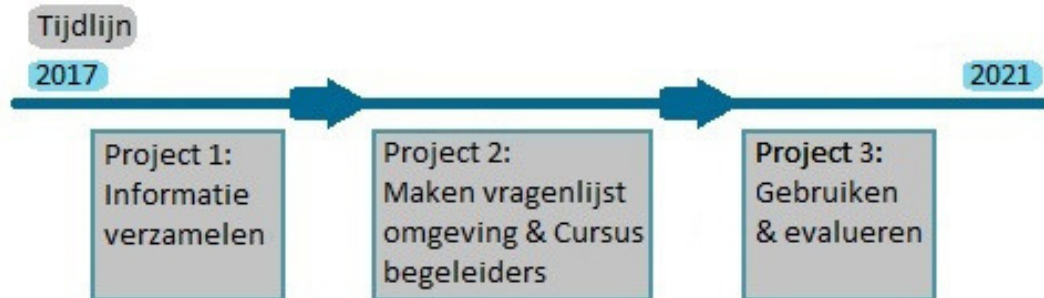 Tijdlijn
2017
2021
Project 1:
Informatie
verzamelen
Project 2:
Maken vragenlijst
omgeving & Cursus
begeleiders
Project 3:
Gebruiken
& evalueren